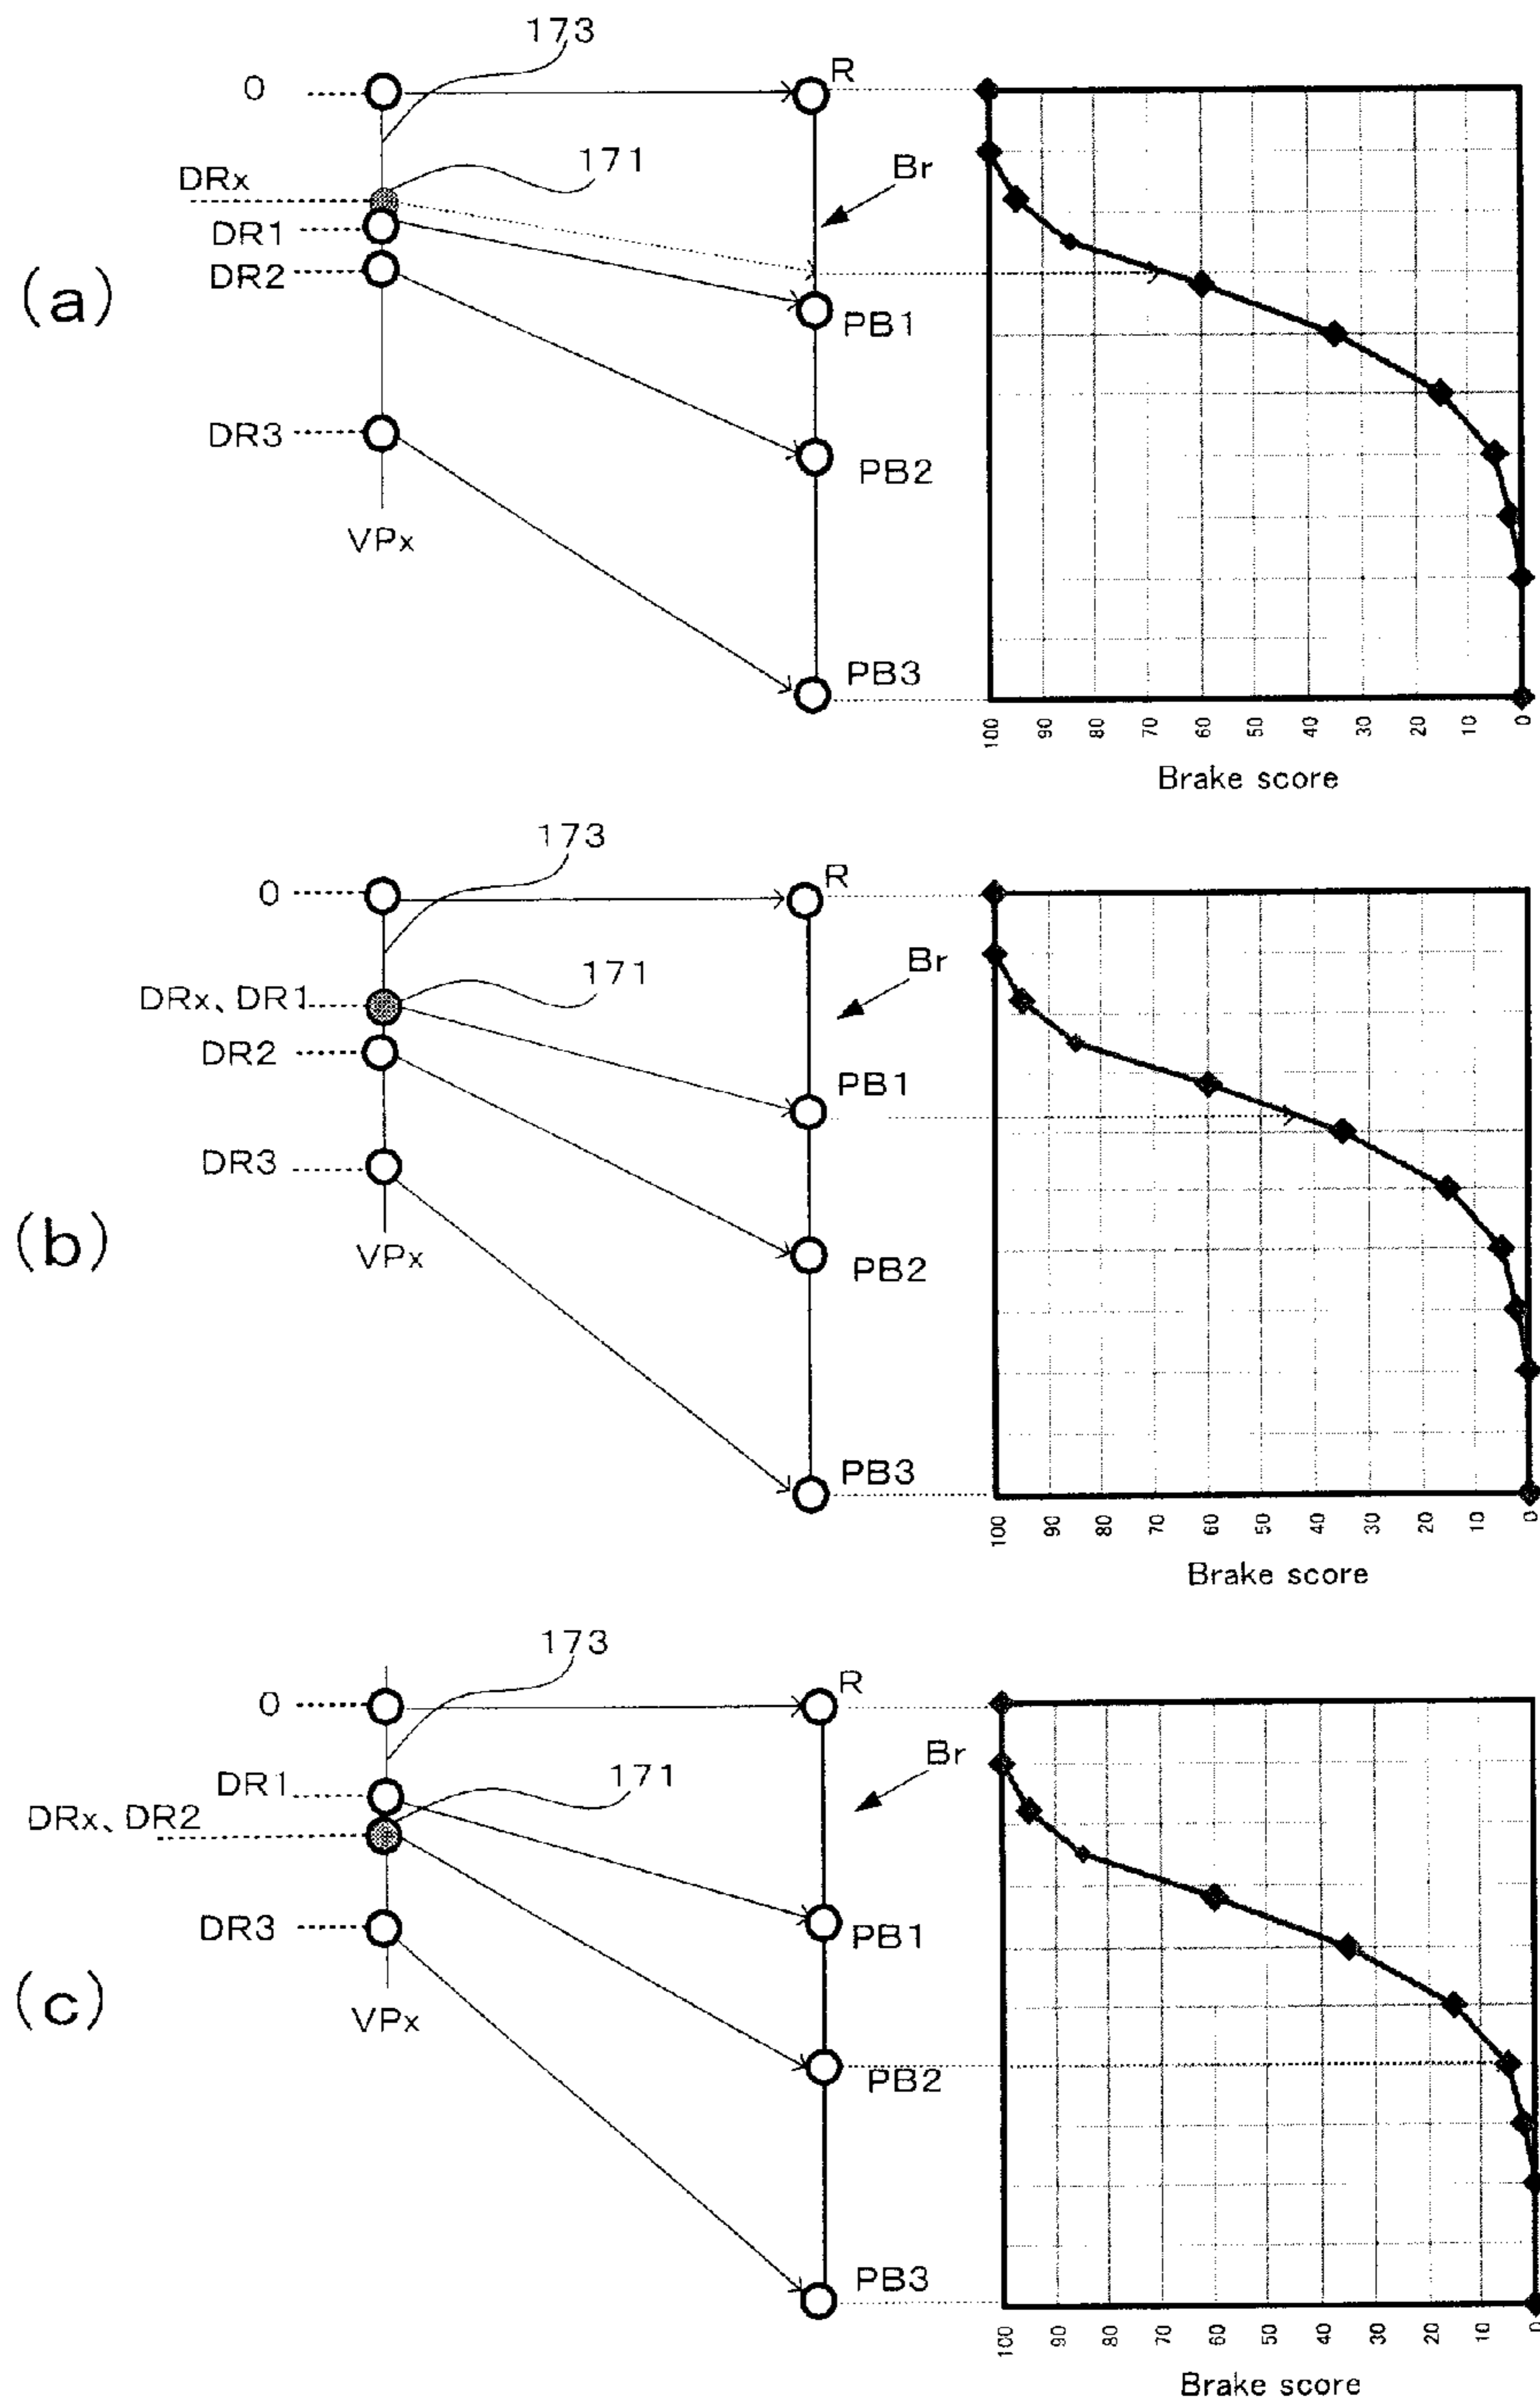 173
0
R
DRx
171
Br
DR1
DR2
(a)
PB1
DR3
PB2
VPx
PB3
100 90 80 70 60 50 40 30 20 10 0
Brake score
173
0
R
DRx、DR1
171
Br
DR2
PB1
DR3
(b)
VPx
PB2
PB3
100 90 80 70 60 50 40 30 20 10 0
Brake score
173
0
R
DR1
171
Br
DRx、DR2
DR3
PB1
(c)
VPx
PB2
PB3
100 90 80 70 60 50 40 30 20 10 0
Brake score